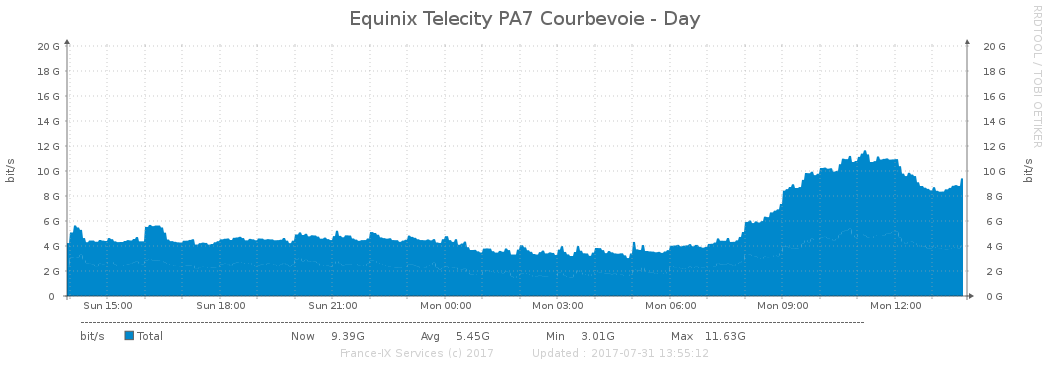 Equinix Telecity PA7 Courbevoie - Day
RRDTOOL / TOBI OETIKER
20 G 20 G
18 G 18 G
16 G 16 G
14 G 14 G
12 G 12 G
10 G 10 G
8 G 8 G
6 G 6 G
4 G 4 G
2 G 2 G
0 0 G
bit/s bit/s
Sun 15:00 Sun 18:00 Sun 21:00 Mon 00:00 Mon 03:00 Mon 06:00 Mon 09:00 Mon 12:00
bit/s Total Now 9.39G Avg 5.45G Min 3.01G Max 11.63G
France-IX Services (c) 2017 Updated : 2017-07-31 13:55:12